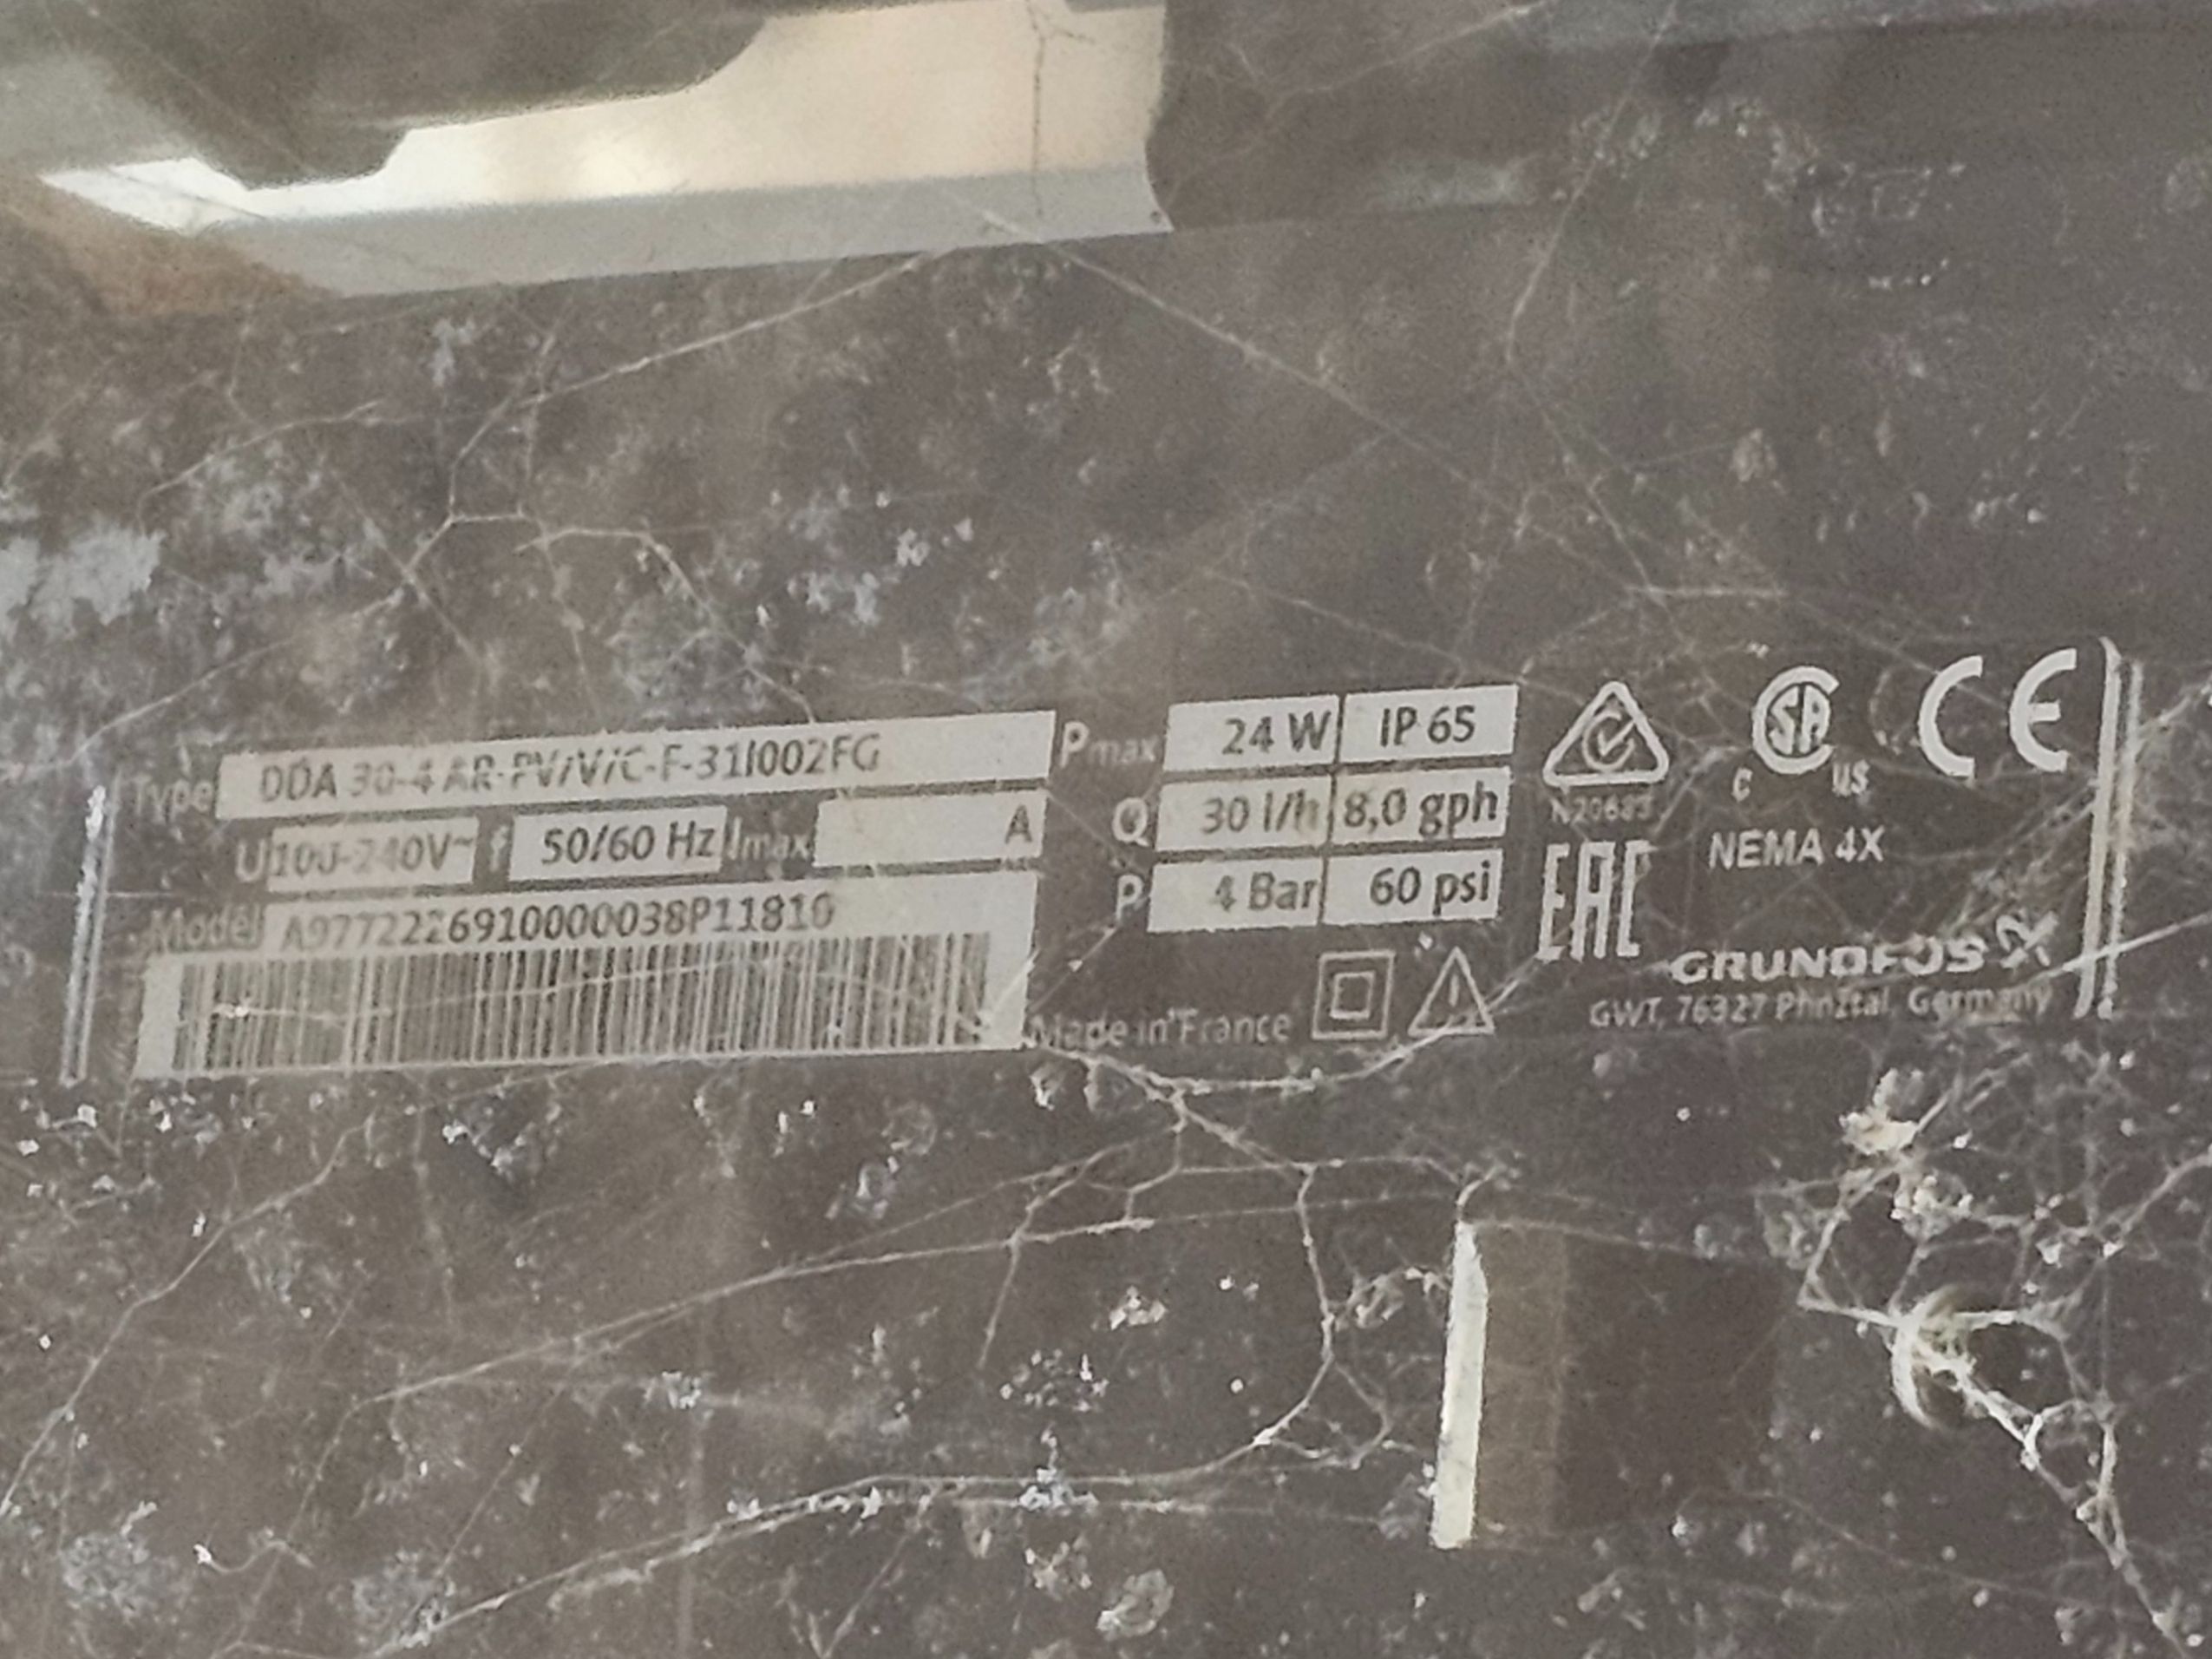 Type DDA 30-4 AR-PV/V/C-F-31I002FG
U 100-240V~ f 50/60 Hz Imax A
Model A9772226910000038P11810
Pmax 24 W IP 65
Q 30 l/h 8,0 gph
P 4 Bar 60 psi
Made in France
N20683
C SA US
CE
EAC
NEMA 4X
GRUNDFOS
GWT, 76327 Pfinztal, Germany